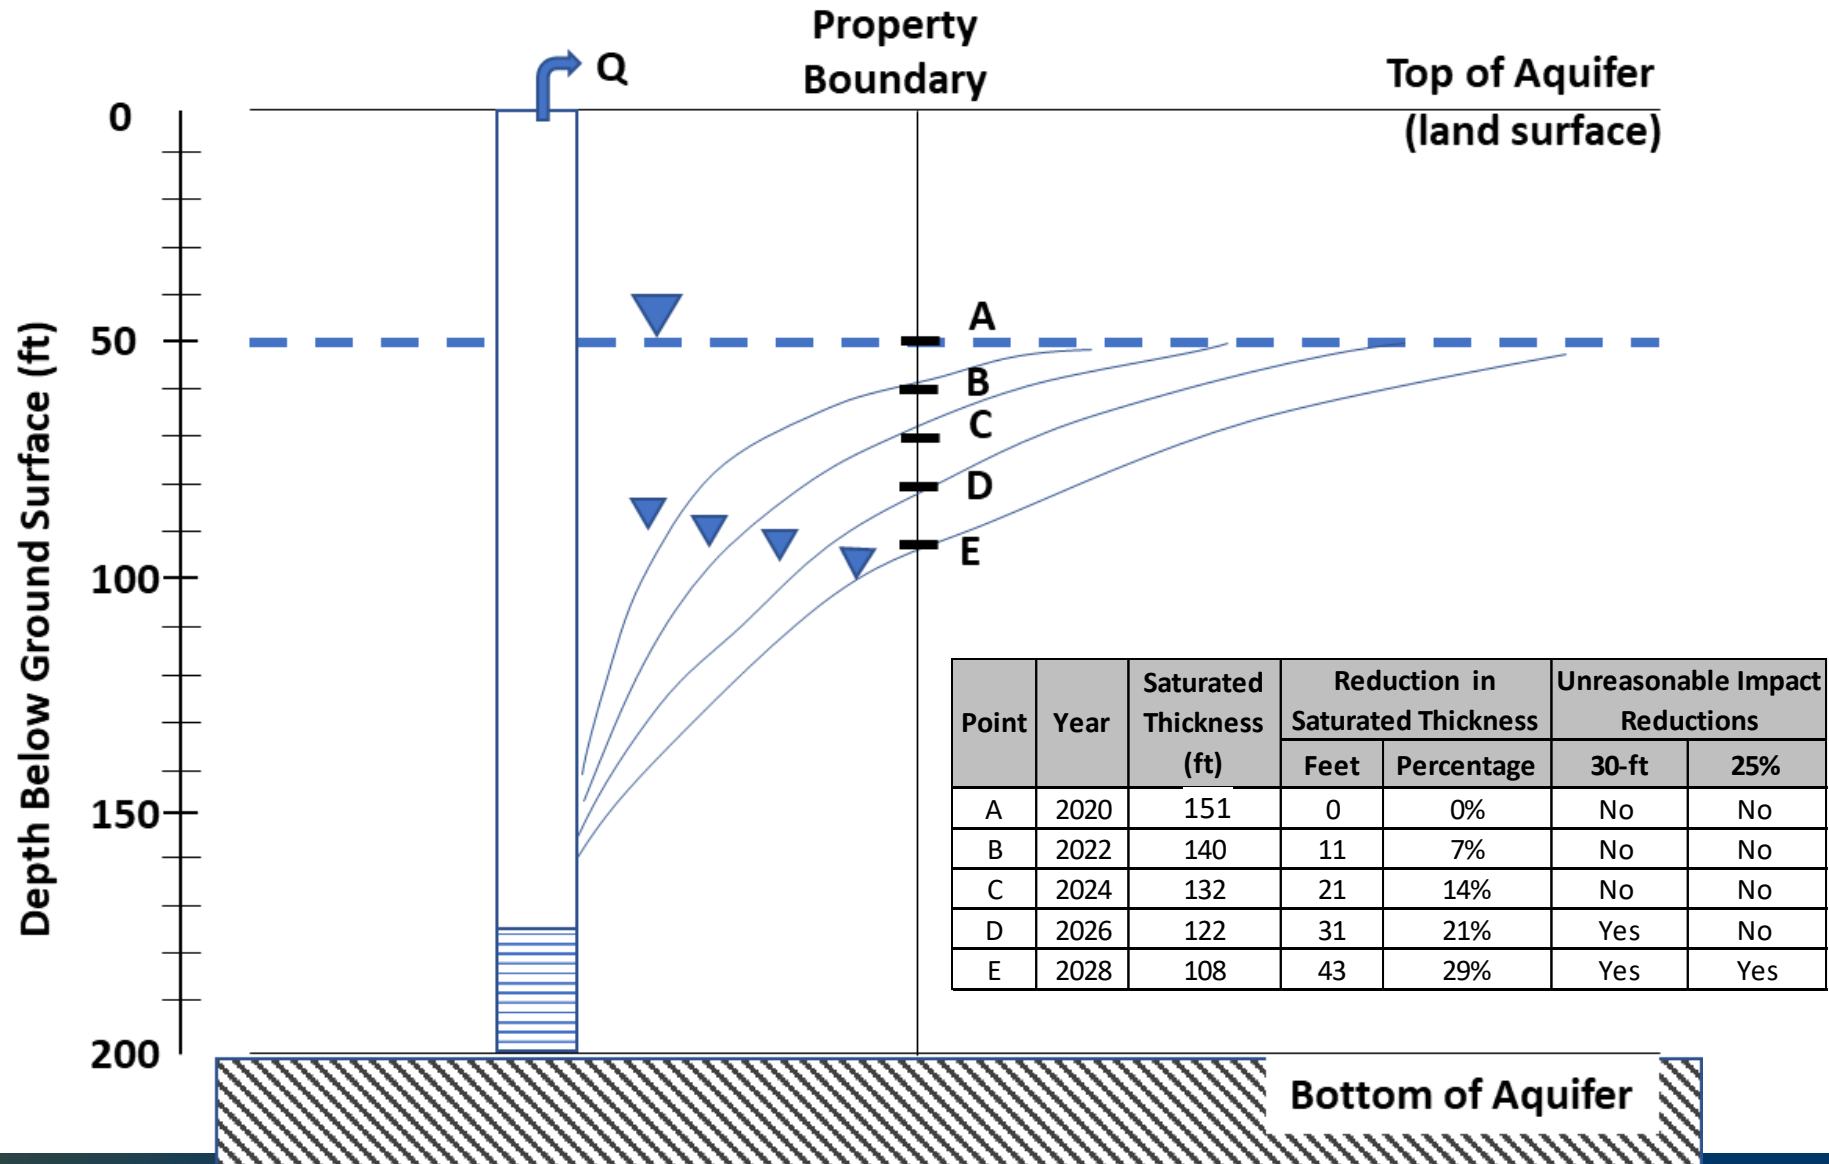 Property
Boundary
Q
Top of Aquifer
(land surface)
0
50
100
150
200
Depth Below Ground Surface (ft)
A
B
C
D
E
Point Year Saturated Thickness (ft) Reduction in Saturated Thickness Unreasonable Impact Reductions
Feet Percentage 30-ft 25%
A 2020 151 0 0% No No
B 2022 140 11 7% No No
C 2024 132 21 14% No No
D 2026 122 31 21% Yes No
E 2028 108 43 29% Yes Yes
Bottom of Aquifer